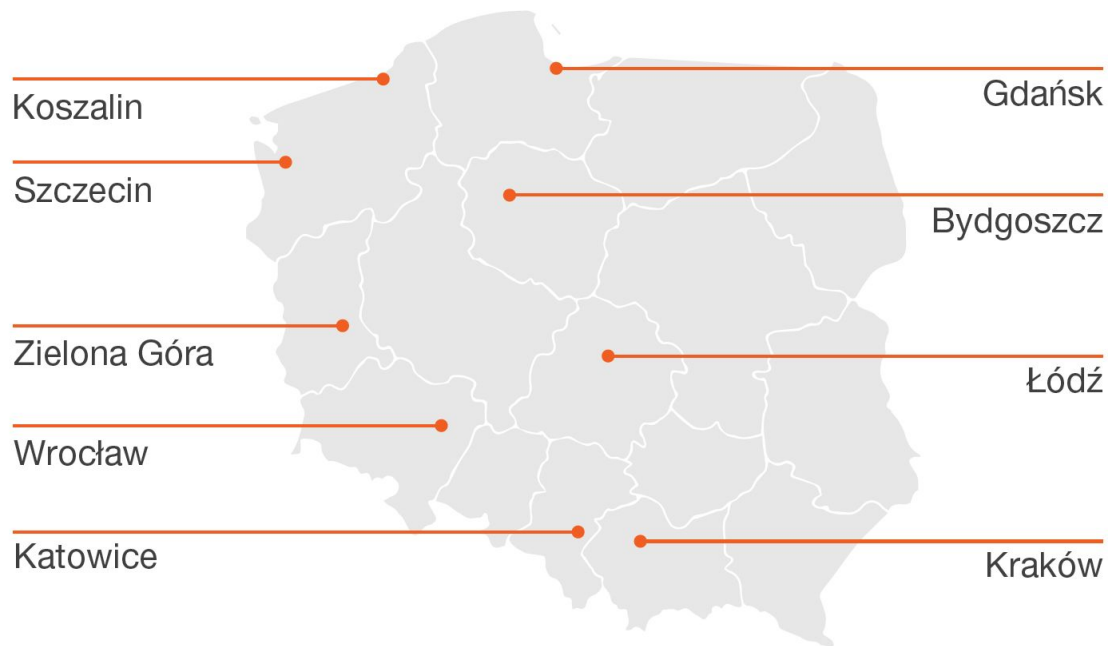 Koszalin
Gdańsk
Szczecin
Bydgoszcz
Zielona Góra
Łódź
Wrocław
Katowice
Kraków